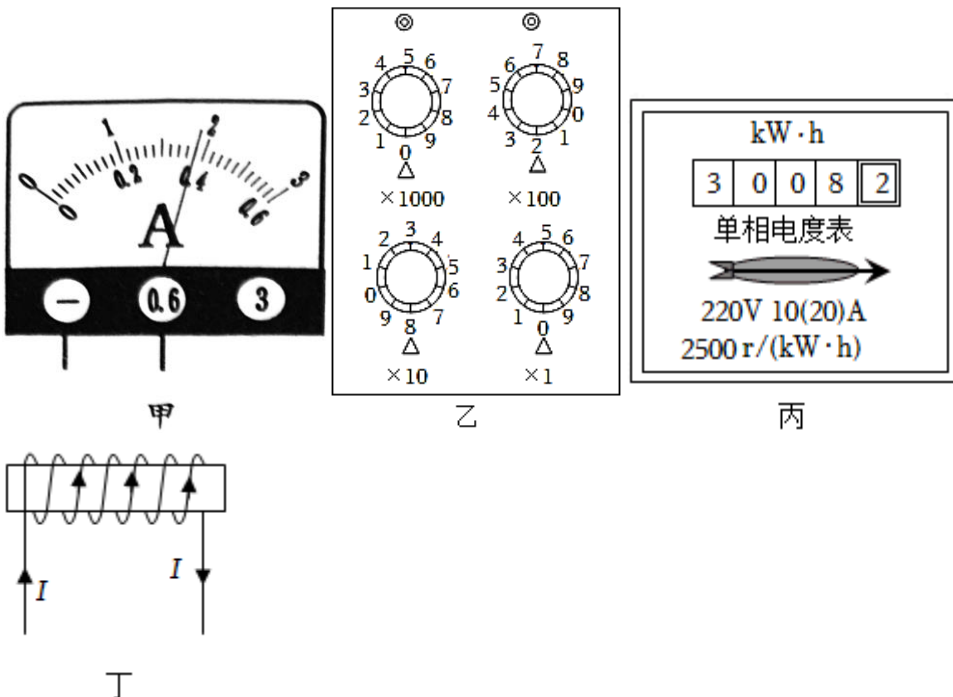 0 1 2 3
0 0.2 0.4 0.6
A
— 0.6 3
甲
0 1 2 3 4 5 6 7 8 9
×1000
0 1 2 3 4 5 6 7 8 9
×100
0 1 2 3 4 5 6 7 8 9
×10
0 1 2 3 4 5 6 7 8 9
×1
乙
kW·h
3 0 0 8 2
单相电度表
220V 10(20)A
2500 r/(kW·h)
丙
I I
丁